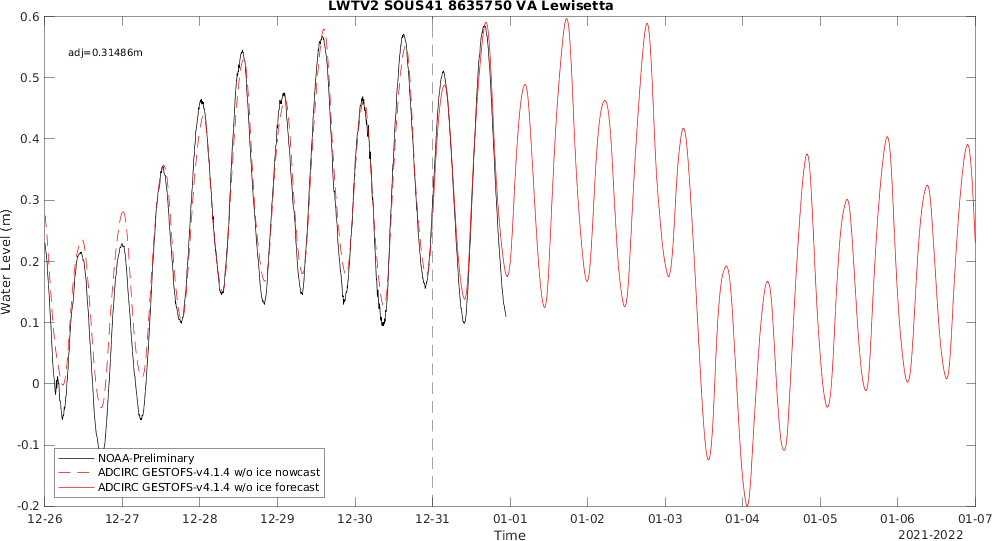 LWTV2 SOUS41 8635750 VA Lewisetta
adj=0.31486m
Water Level (m)
0.6
0.5
0.4
0.3
0.2
0.1
0
-0.1
-0.2
NOAA-Preliminary
ADCIRC GESTOFS-v4.1.4 w/o ice nowcast
ADCIRC GESTOFS-v4.1.4 w/o ice forecast
12-26 12-27 12-28 12-29 12-30 12-31 01-01 01-02 01-03 01-04 01-05 01-06 01-07
Time
2021-2022